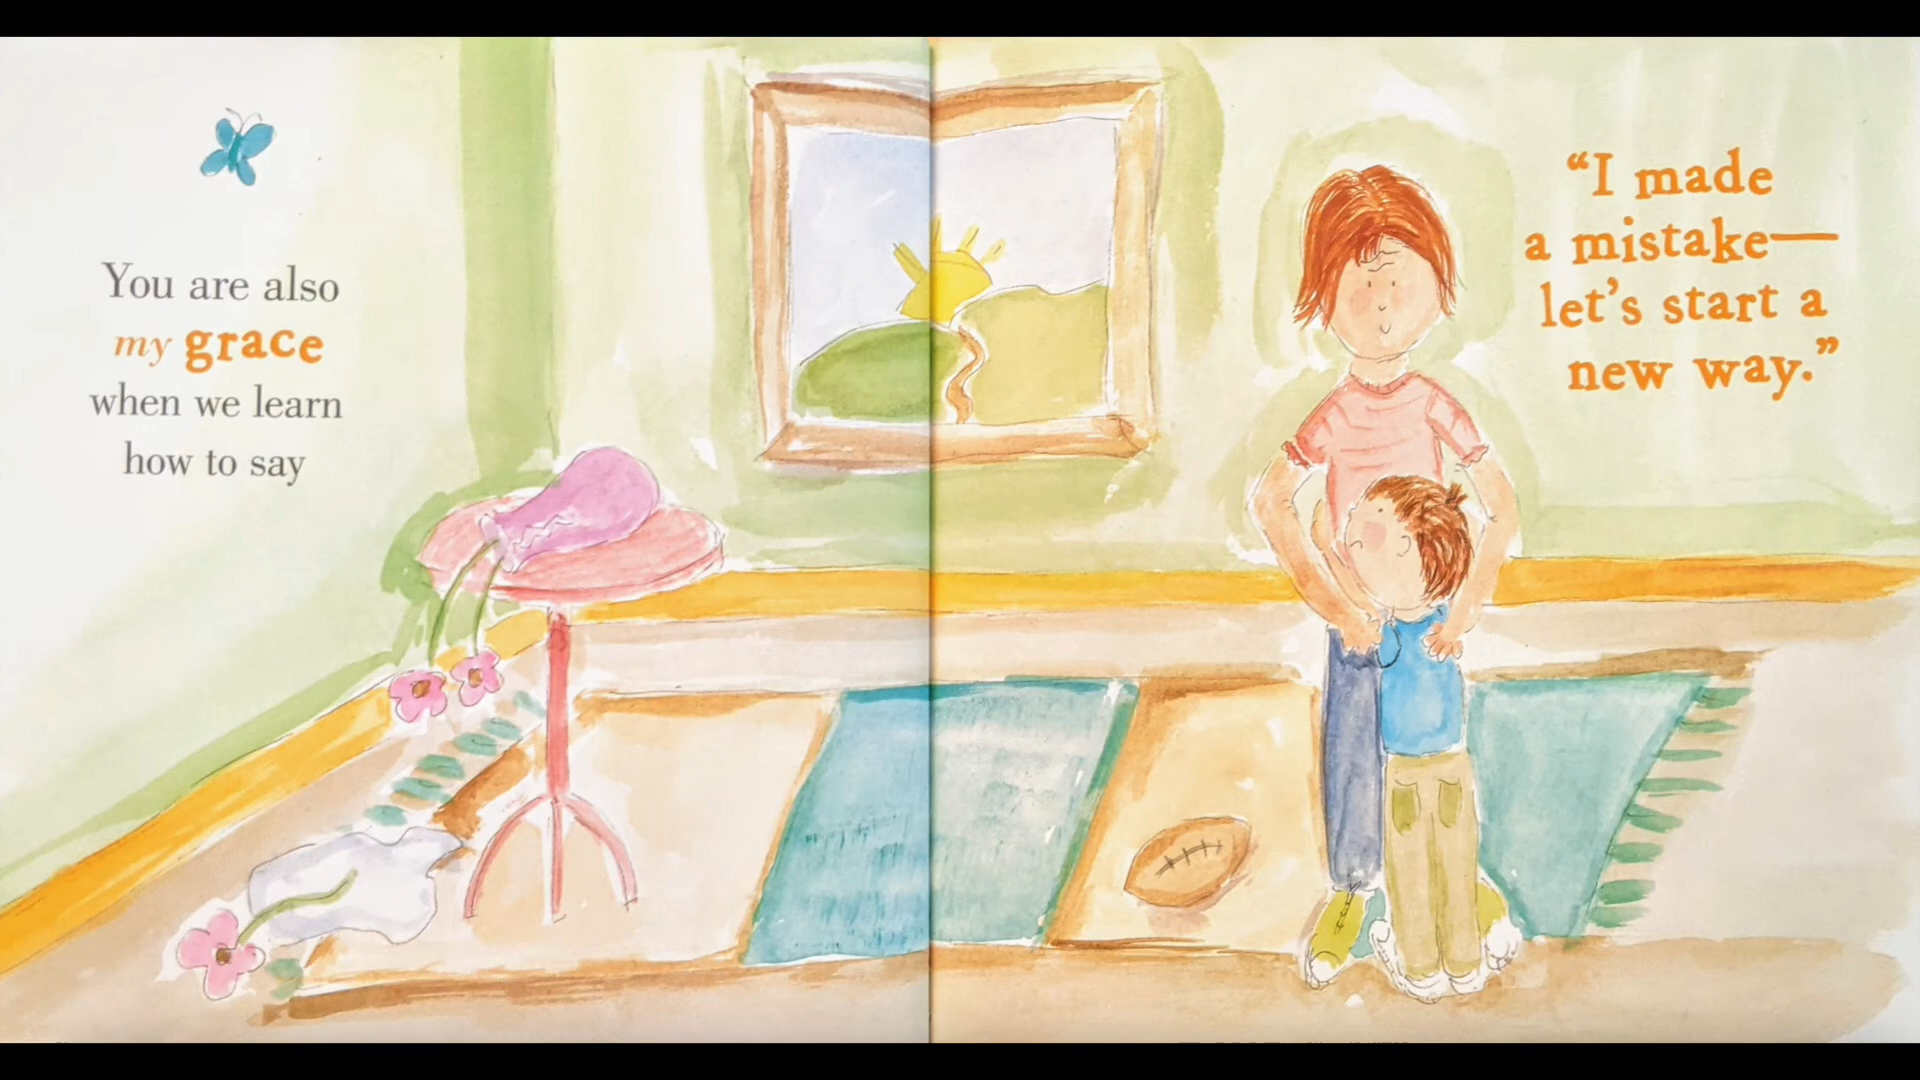 You are also
my grace
when we learn
how to say
“I made
a mistake—
let’s start a
new way.”